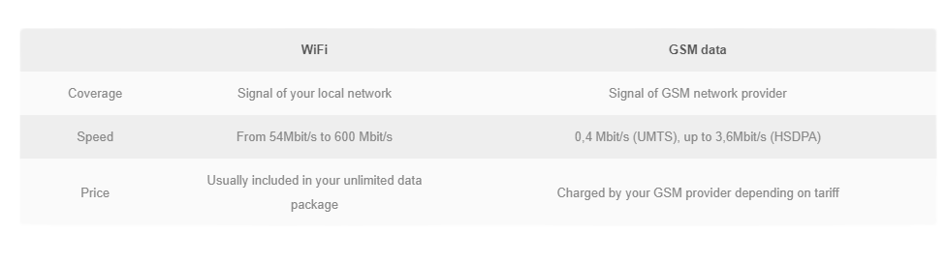 WiFi GSM data
Coverage Signal of your local network Signal of GSM network provider
Speed From 54Mbit/s to 600 Mbit/s 0,4 Mbit/s (UMTS), up to 3,6Mbit/s (HSDPA)
Price Usually included in your unlimited data package Charged by your GSM provider depending on tariff